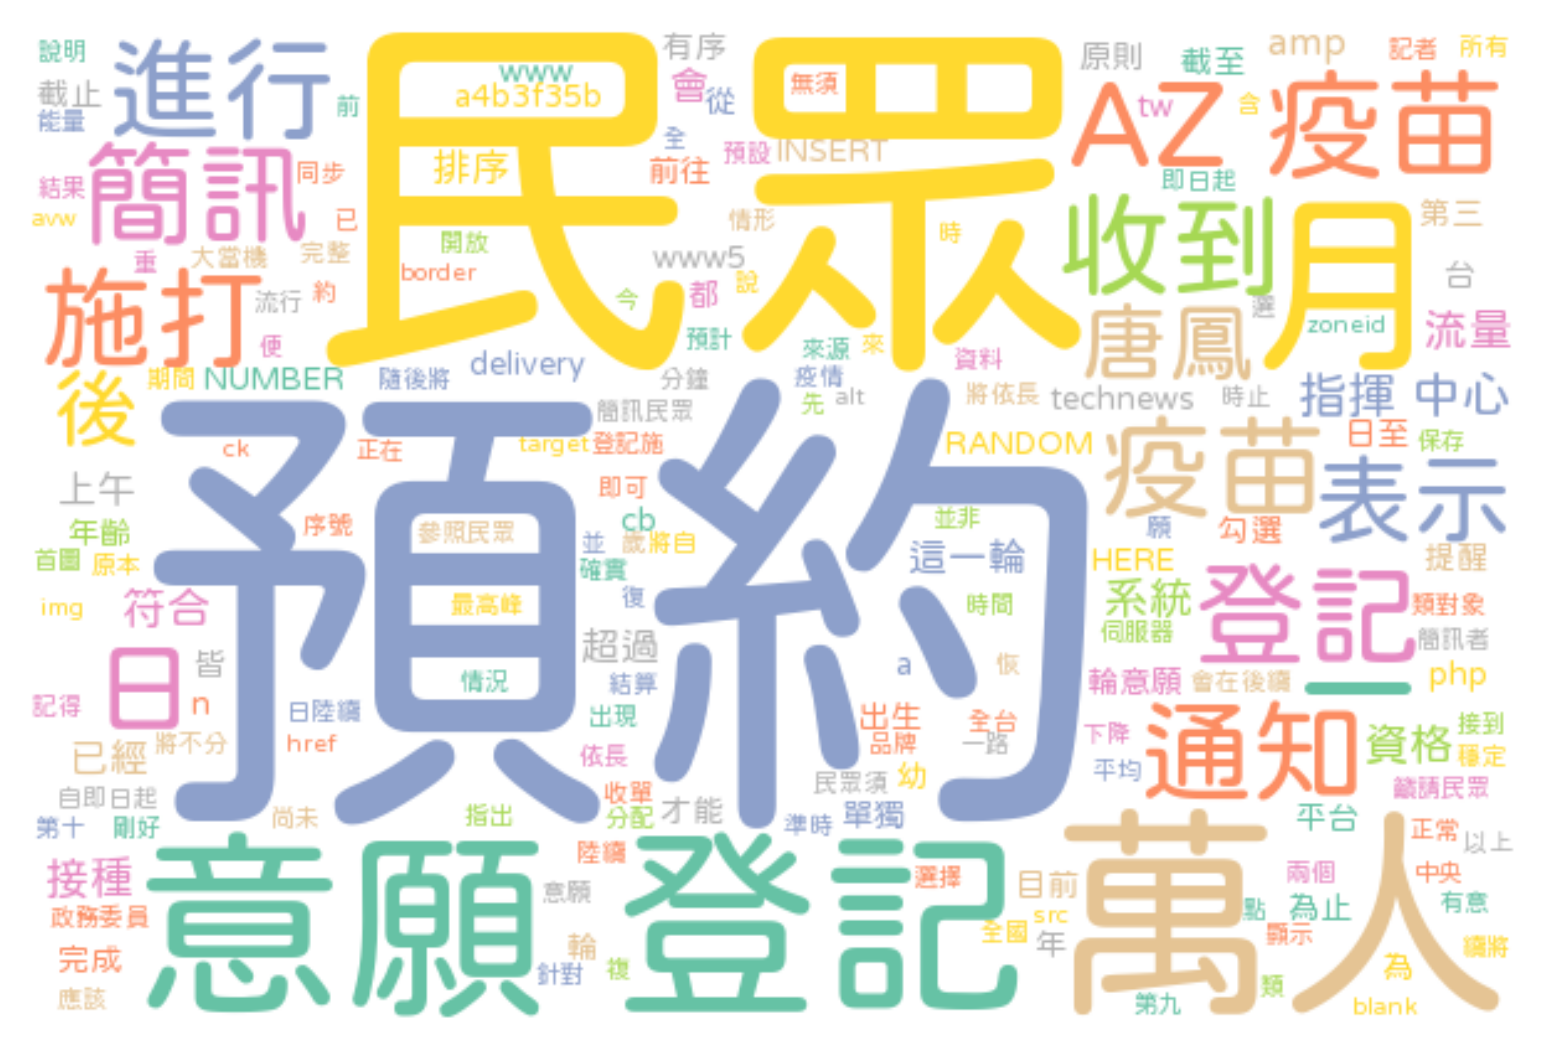 說明
進行
民眾
www
a4b3f35b
有序
會
從
無須
原則
截至
amp
記者
所有
截止
能量
前
排序
全
前往
預設
INSERT
AZ
tw
含
疫苗
簡訊
同步
結果
avw
已
情形
時
即日起
收到
月
第三
重
大當機
完整
開放
border
www5
說
都
今
台
施打
流行
約
便
預計
來源
來
資料
唐鳳
選
zoneid
流量
後
期間
NUMBER
隨後將
delivery
分鐘
疫情
先
alt
將依長
technews
時止
指揮
中心
簡訊民眾
預約
ck
正在
target
登記施
RANDOM
疫苗
日至
保存
表示
上午
即可
年齡
序號
參照民眾
cb
並
歲
將自
並非
願
勾選
首圖
原本
確實
這一輪
HERE
提醒
img
符合
最高峰
復
時間
系統
伺服器
登記
類對象
簡訊者
超過
日
皆
情況
結算
a
恢
輪意願
會在後續
一
php
記得
n
日陸續
出現
出生
全台
品牌
一路
下降
通知
資格
接到
穩定
已經
將不分
href
依長
民眾須
幼
平均
籲請民眾
自即日起
收單
第十
剛好
尚未
指出
分配
才能
準時
單獨
平台
正常
以上
接種
意願登記
陸續
選擇
意願
目前
萬人
兩個
中央
政務委員
src
點
為止
有意
全國
年
顯示
續將
完成
輪
針對
複
類
為
應該
第九
blank